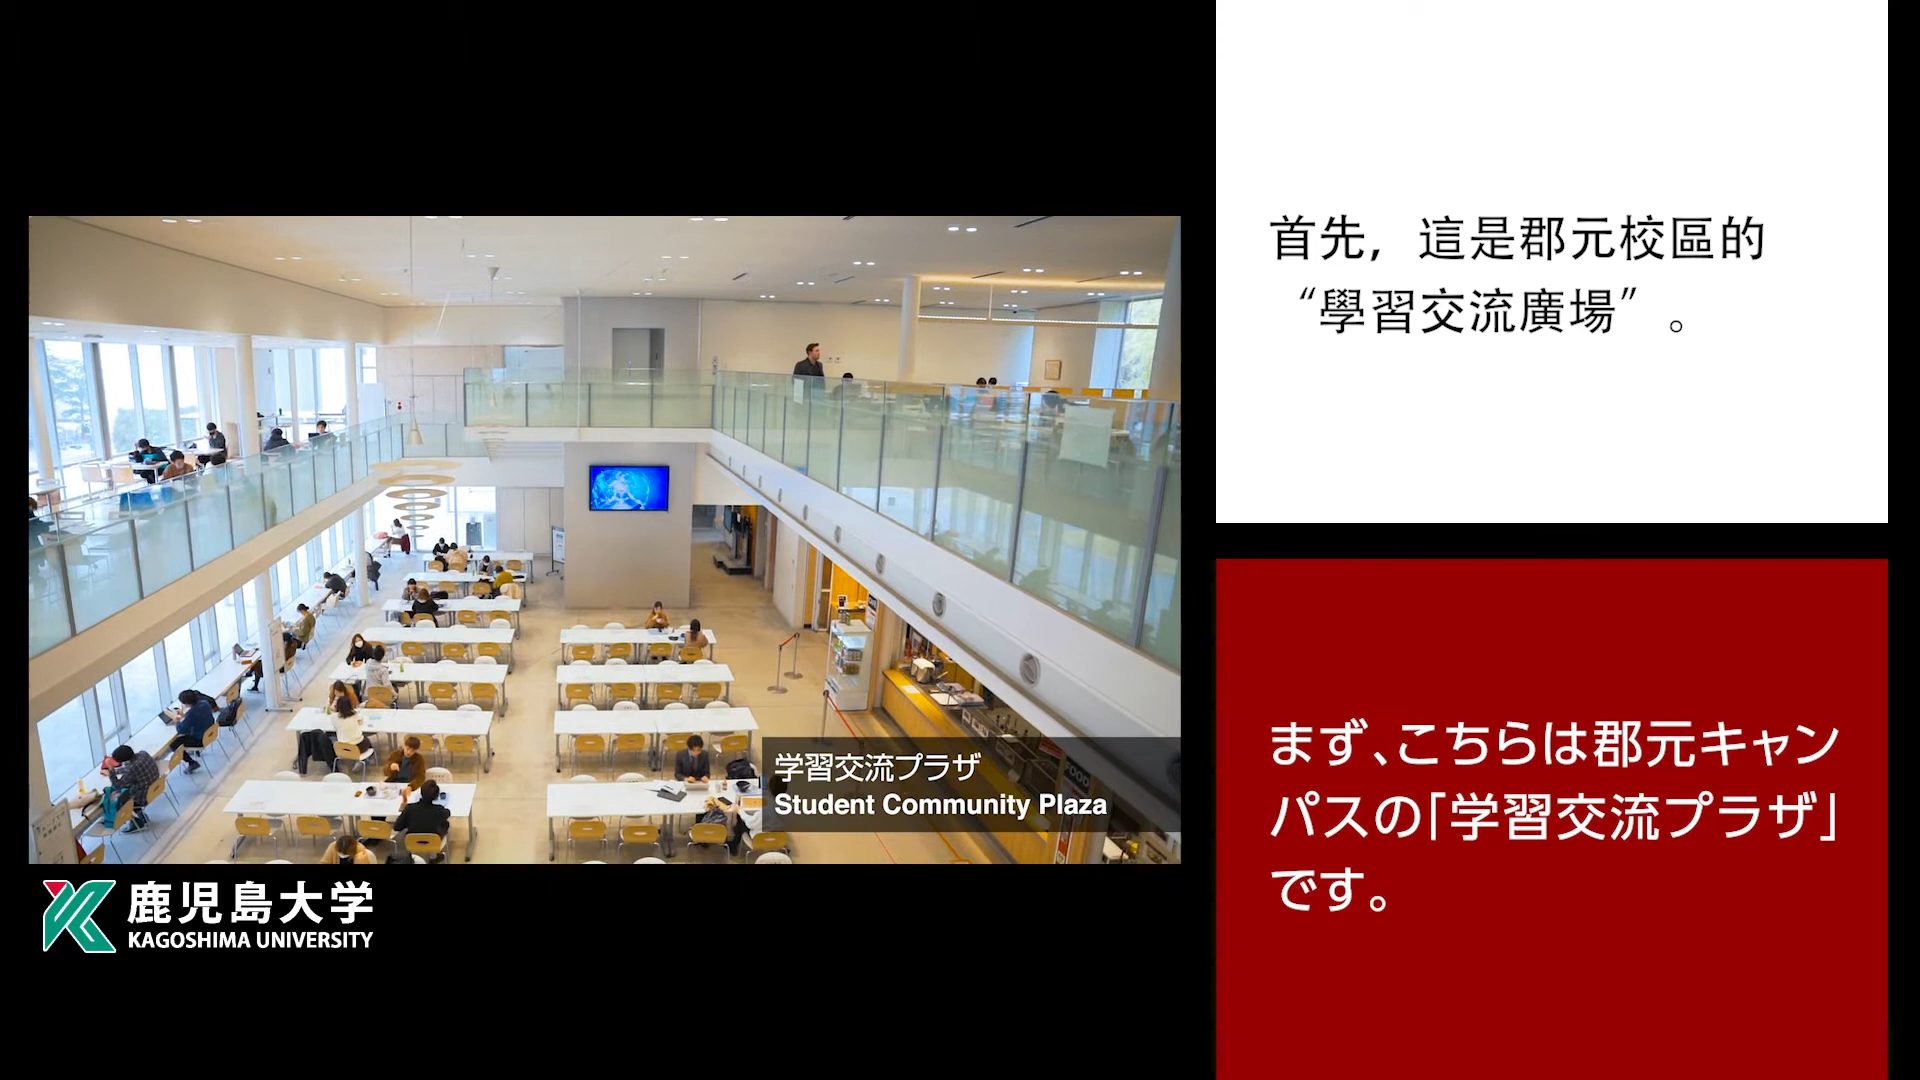 首先，這是郡元校區的
“學習交流廣場”。
まず、こちらは郡元キャン
パスの「学習交流プラザ」
です。
学習交流プラザ
Student Community Plaza
FOOD
鹿児島大学
KAGOSHIMA UNIVERSITY